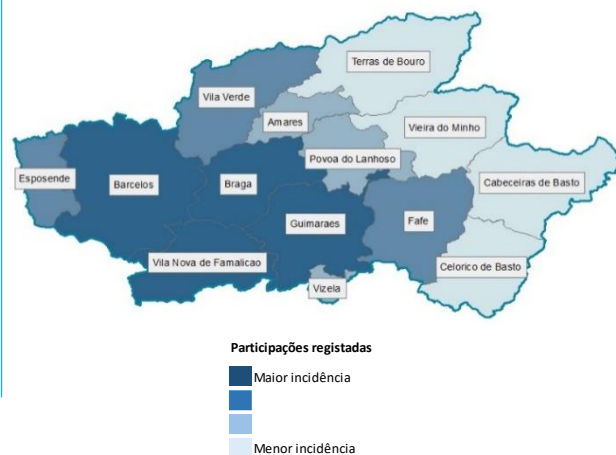 Terras de Bouro
Vila Verde
Amares
Vieira do Minho
Povoa do Lanhoso
Esposende
Barcelos
Braga
Cabeceiras de Basto
Guimaraes
Fafe
Vila Nova de Famalicao
Celorico de Basto
Vizela
Participações registadas
Maior incidência
Menor incidência